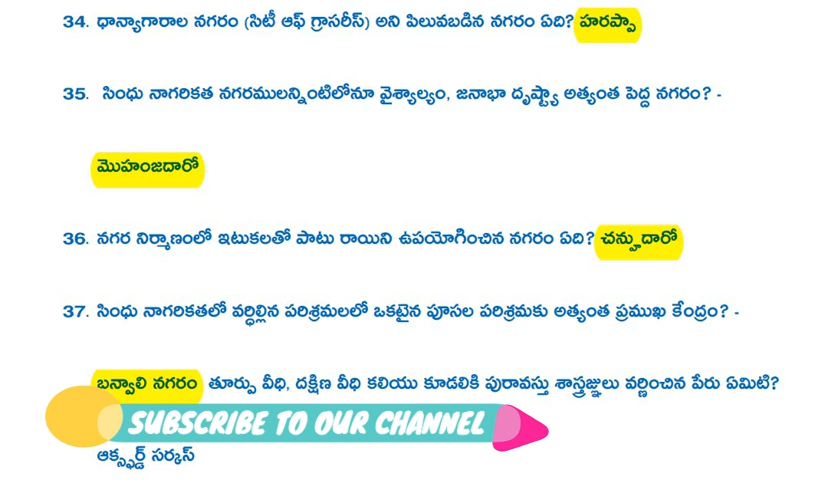 34. ధాన్యాగారాల నగరం (సిటీ ఆఫ్ గ్రాసరీస్) అని పిలువబడిన నగరం ఏది? హరప్పా
35. సింధు నాగరికత నగరములన్నింటిలోనూ వైశ్యాల్యం, జనాభా దృష్ట్యా అత్యంత పెద్ద నగరం? -
మొహంజదారో
36. నగర నిర్మాణంలో ఇటుకలతో పాటు రాయిని ఉపయోగించిన నగరం ఏది? చన్హుదారో
37. సింధు నాగరికతలో వర్ధిల్లిన పరిశ్రమలలో ఒకటైన పూసల పరిశ్రమకు అత్యంత ప్రముఖ కేంద్రం? -
బన్వాలి నగరం తూర్పు వీధి, దక్షిణ వీధి కలియు కూడలికి పురావస్తు శాస్త్రజ్ఞులు వర్ణించిన పేరు ఏమిటి?
SUBSCRIBE TO OUR CHANNEL
ఆక్స్ఫర్డ్ సర్కస్